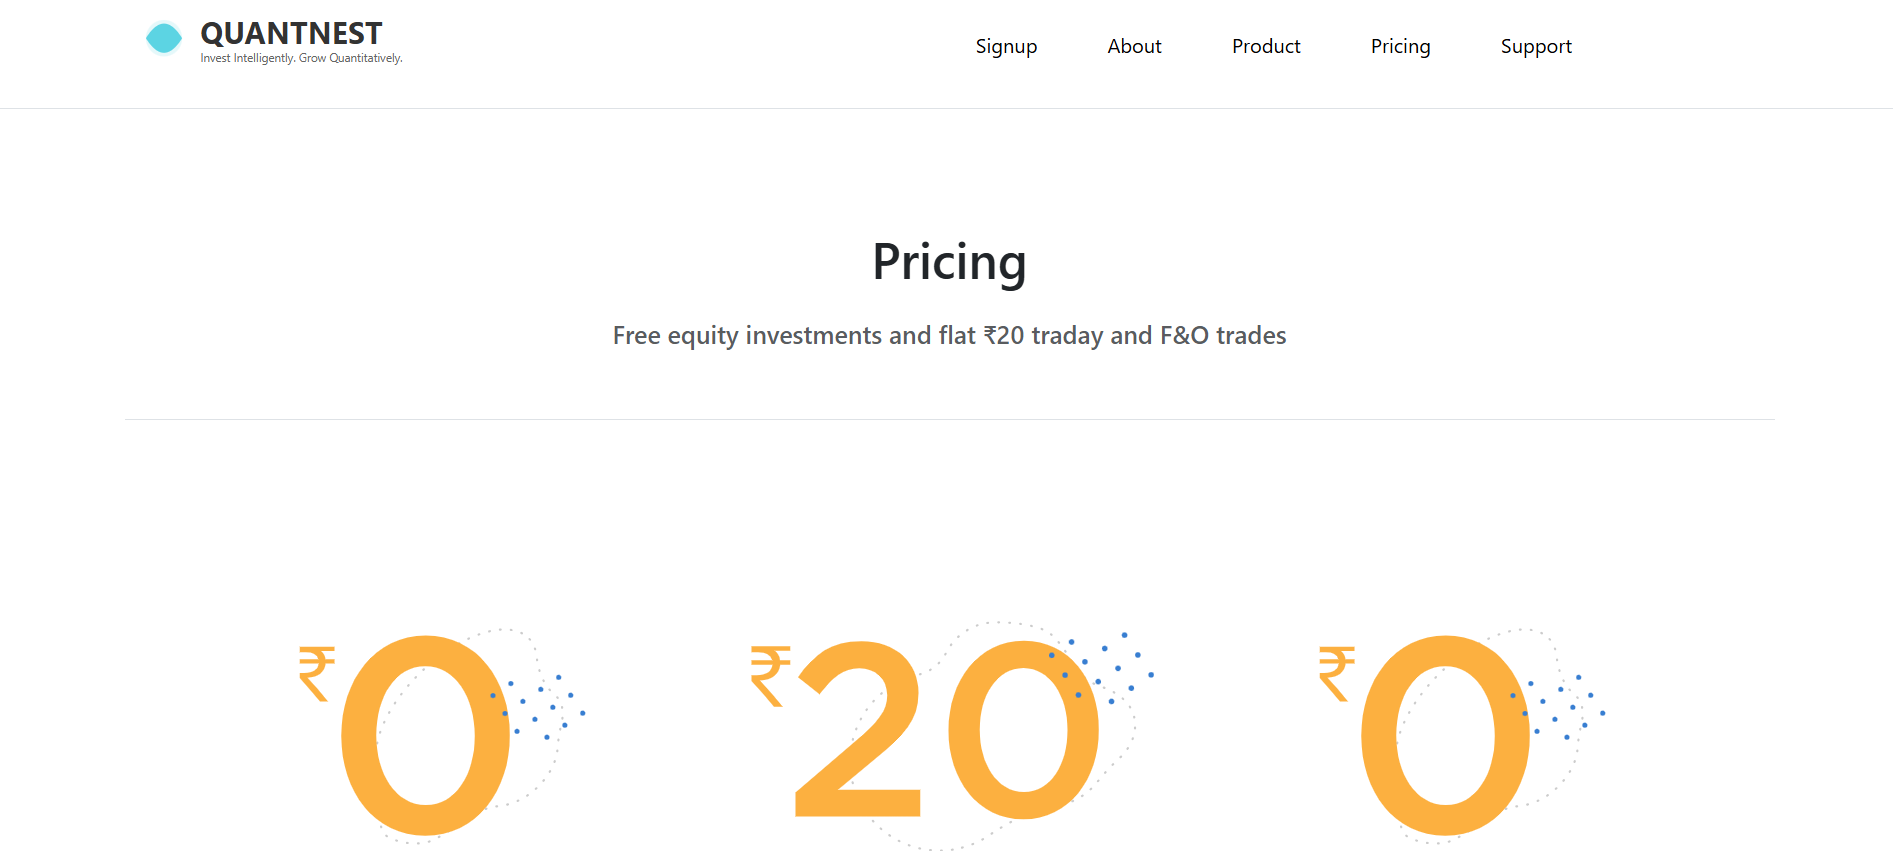 QUANTNEST
Invest Intelligently. Grow Quantitatively.
Signup About Product Pricing Support
Pricing
Free equity investments and flat ₹20 traday and F&O trades
₹0 ₹20 ₹0